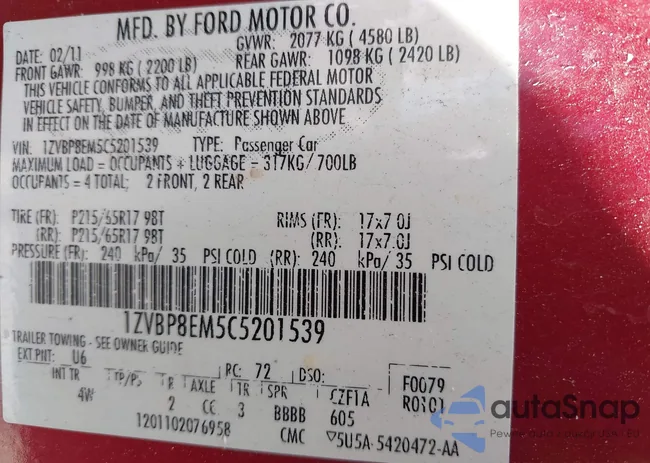 MFD. BY FORD MOTOR CO.
DATE: 02/11 GVWR: 2077 KG (4580 LB)
FRONT GAWR: 998 KG (2200 LB) REAR GAWR: 1098 KG (2420 LB)
THIS VEHICLE CONFORMS TO ALL APPLICABLE FEDERAL MOTOR
VEHICLE SAFETY, BUMPER, AND THEFT PREVENTION STANDARDS
IN EFFECT ON THE DATE OF MANUFACTURE SHOWN ABOVE
VIN: 1ZVBP8EM5C5201539 TYPE: Passenger Car
MAXIMUM LOAD = OCCUPANTS + LUGGAGE = 317KG/700LB
OCCUPANTS = 4 TOTAL; 2 FRONT, 2 REAR
TIRE (FR): P215/65R17 98T RIMS (FR): 17x7.0J
(RR): P215/65R17 98T (RR): 17x7.0J
PRESSURE (FR): 240 kPa/ 35 PSI COLD (RR): 240 kPa/ 35 PSI COLD
1ZVBP8EM5C5201539
TRAILER TOWING - SEE OWNER GUIDE
EXT PNT: U6 RC: 72 DSO: F0079
INT TR TYP/PS TR AXLE TR SPR CZF1A R0101
4W 2 CC 3 BBBB 605
1201102076958 CMC ▽5U5A-5420472-AA
autoSnap